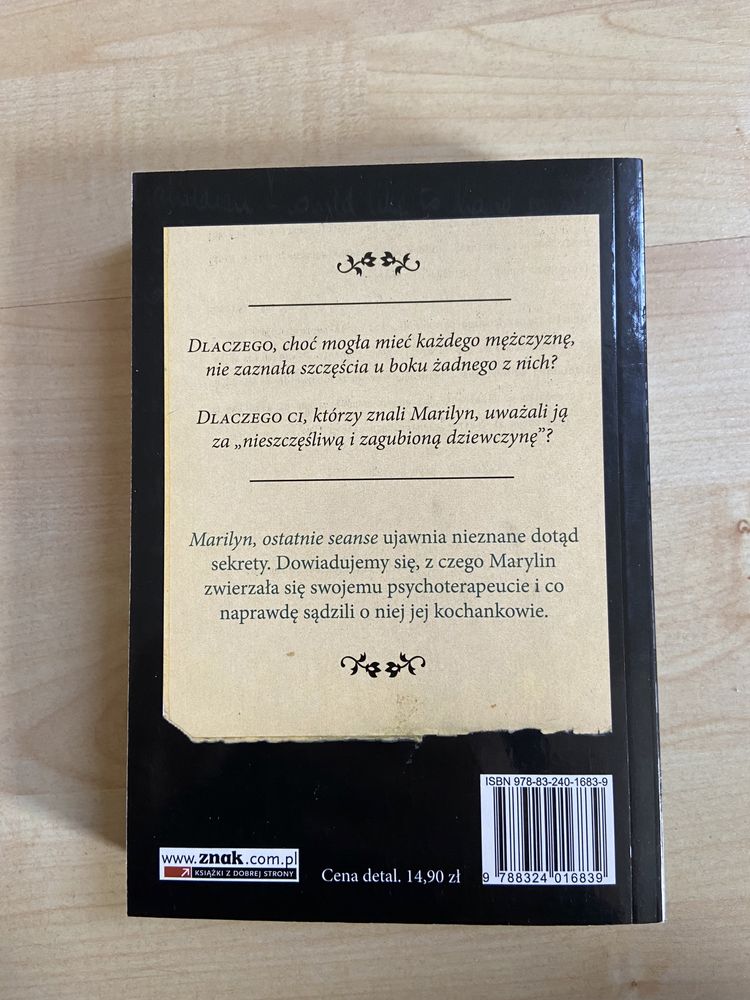 Dlaczego, choć mogła mieć każdego mężczyznę,
nie zaznała szczęścia u boku żadnego z nich?
Dlaczego ci, którzy znali Marilyn, uważali ją
za „nieszczęśliwą i zagubioną dziewczynę”?
Marilyn, ostatnie seanse ujawnia nieznane dotąd
sekrety. Dowiadujemy się, z czego Marylin
zwierzała się swojemu psychoterapeucie i co
naprawdę sądzili o niej jej kochankowie.
ISBN 978-83-240-1683-9
9 788324 016839
www.znak.com.pl
KSIĄŻKI Z DOBREJ STRONY
Cena detal. 14,90 zł